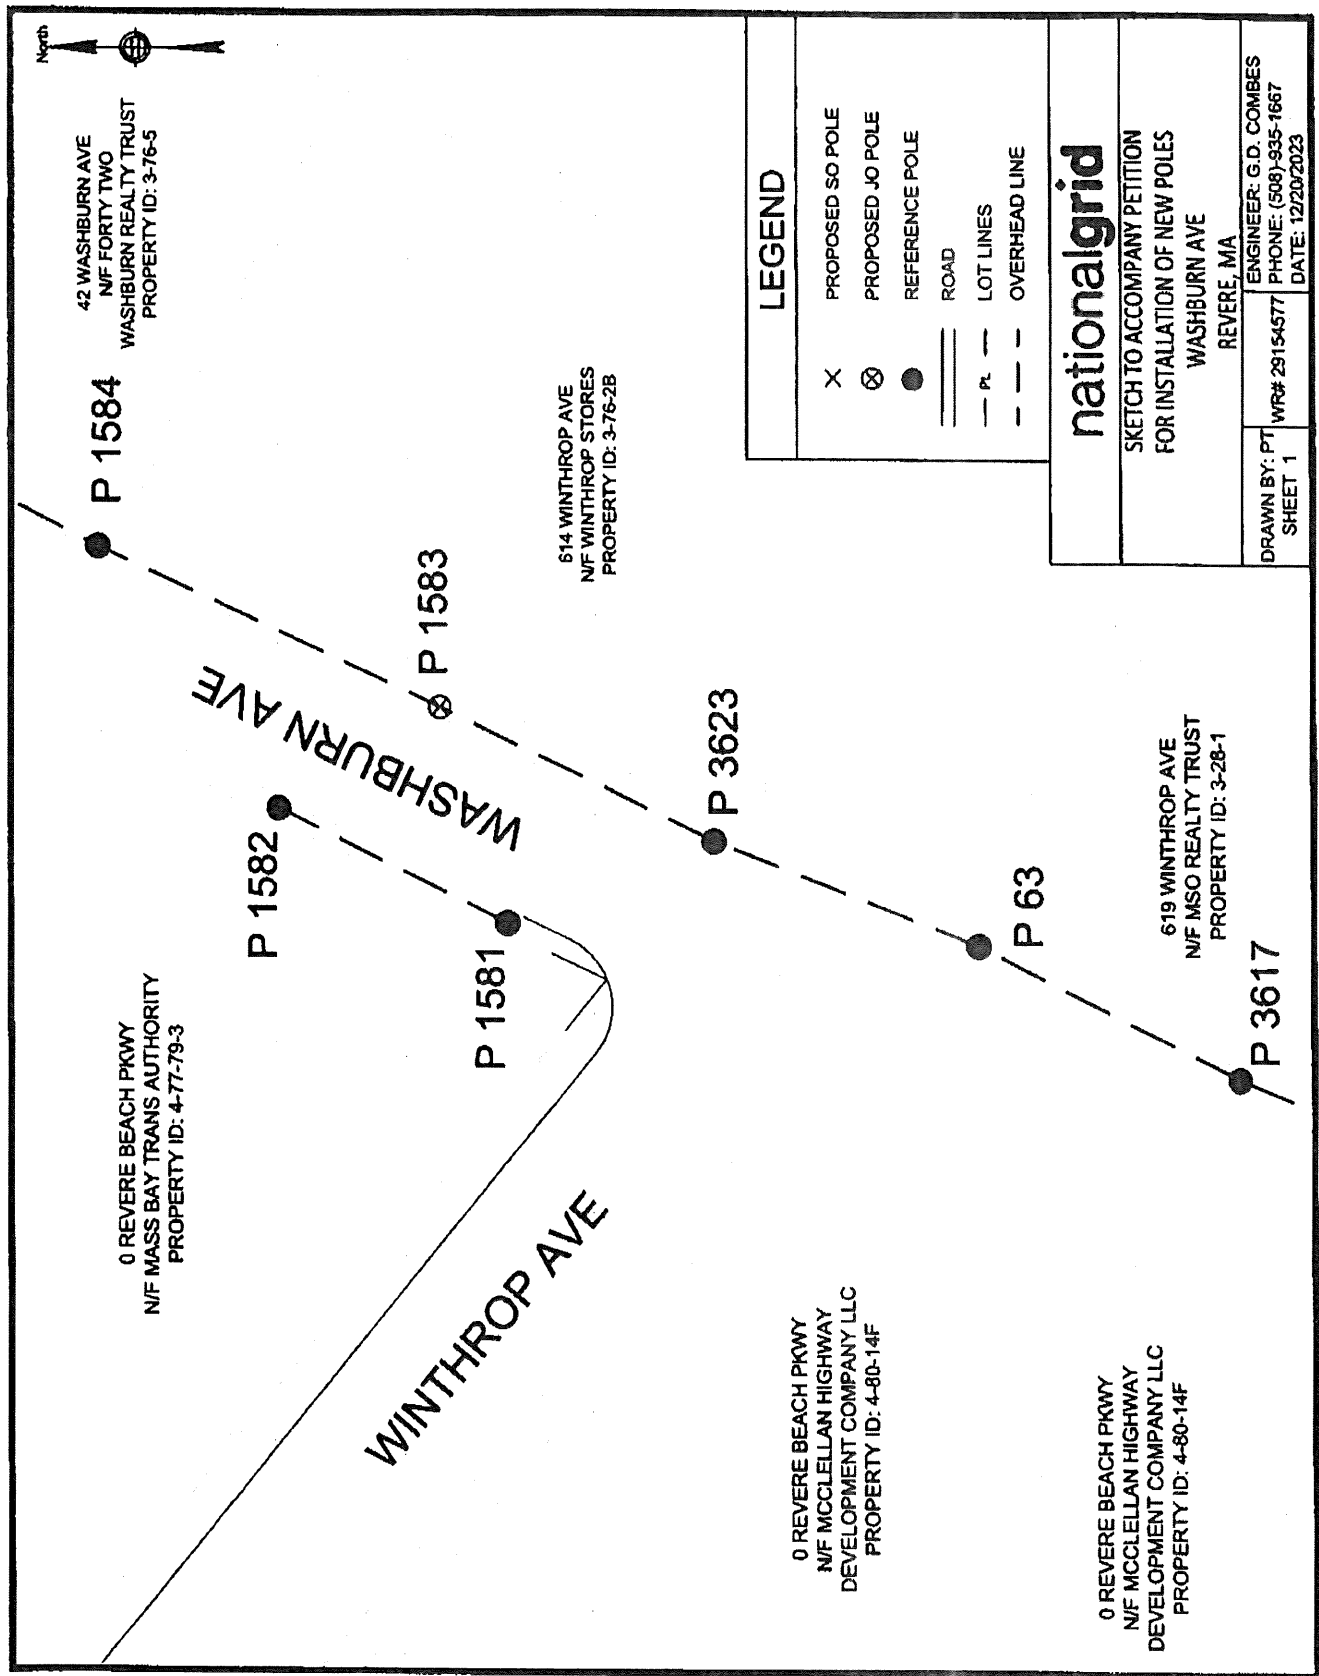 North
42 WASHBURN AVE
N/F FORTY TWO
WASHBURN REALTY TRUST
PROPERTY ID: 3-76-5
P 1584
0 REVERE BEACH PKWY
N/F MASS BAY TRANS AUTHORITY
PROPERTY ID: 4-77-79-3
P 1582
WASHBURN AVE
P 1583
P 1581
614 WINTHROP AVE
N/F WINTHROP STORES
PROPERTY ID: 3-76-2B
WINTHROP AVE
P 3623
0 REVERE BEACH PKWY
N/F MCCLELLAN HIGHWAY
DEVELOPMENT COMPANY LLC
PROPERTY ID: 4-80-14F
P 63
619 WINTHROP AVE
N/F MSO REALTY TRUST
PROPERTY ID: 3-28-1
0 REVERE BEACH PKWY
N/F MCCLELLAN HIGHWAY
DEVELOPMENT COMPANY LLC
PROPERTY ID: 4-80-14F
P 3617
LEGEND
PROPOSED SO POLE
PROPOSED JO POLE
REFERENCE POLE
ROAD
PL LOT LINES
OVERHEAD LINE
nationalgrid
SKETCH TO ACCOMPANY PETITION
FOR INSTALLATION OF NEW POLES
WASHBURN AVE
REVERE, MA
DRAWN BY: PT
SHEET 1
WR# 29154577
ENGINEER: G.D. COMBES
PHONE: (508)-935-1667
DATE: 12/20/2023